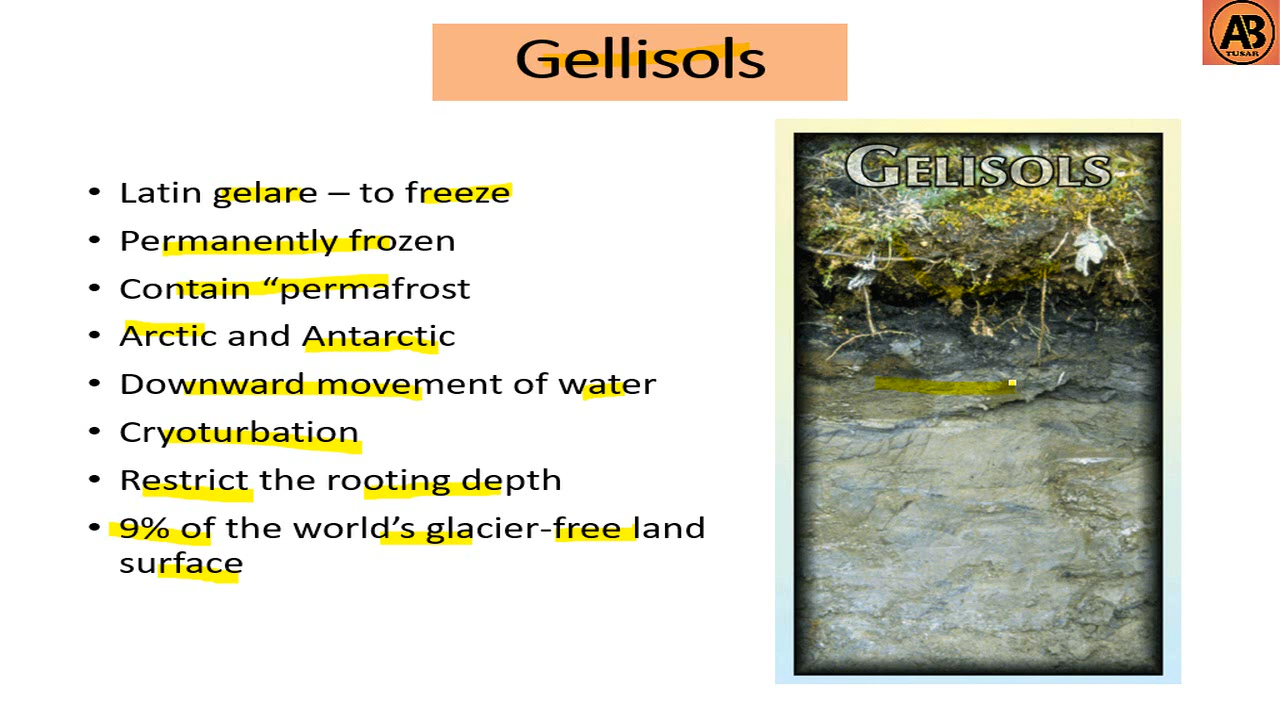 Gellisols
AB
TUSAR
• Latin gelare – to freeze
• Permanently frozen
• Contain “permafrost
• Arctic and Antarctic
• Downward movement of water
• Cryoturbation
• Restrict the rooting depth
• 9% of the world’s glacier-free land
surface
GELISOLS